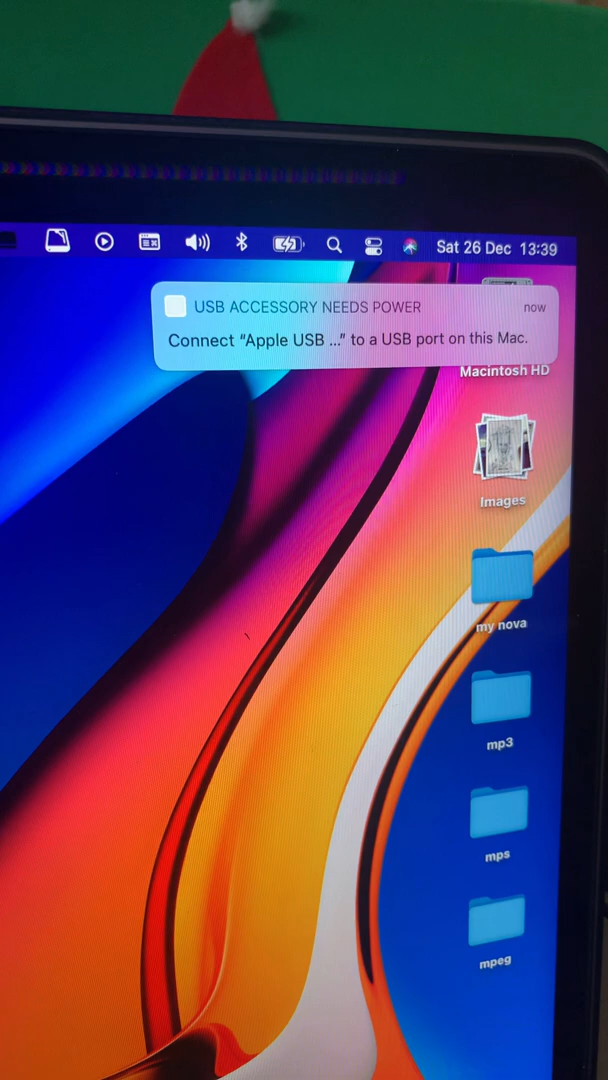 Sat 26 Dec 13:39
USB ACCESSORY NEEDS POWER
now
Connect “Apple USB ...” to a USB port on this Mac.
Macintosh HD
Images
my nova
mp3
mps
mpeg